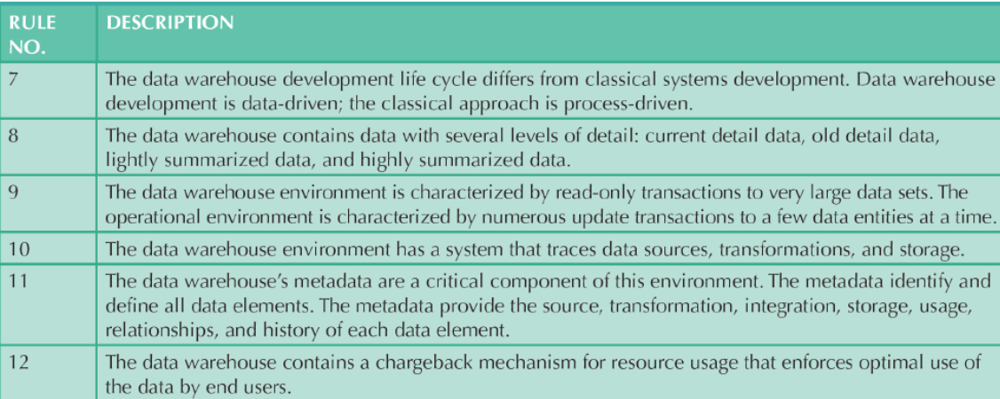 RULE NO. DESCRIPTION
7 The data warehouse development life cycle differs from classical systems development. Data warehouse
development is data-driven; the classical approach is process-driven.
8 The data warehouse contains data with several levels of detail: current detail data, old detail data,
lightly summarized data, and highly summarized data.
9 The data warehouse environment is characterized by read-only transactions to very large data sets. The
operational environment is characterized by numerous update transactions to a few data entities at a time.
10 The data warehouse environment has a system that traces data sources, transformations, and storage.
11 The data warehouse's metadata are a critical component of this environment. The metadata identify and
define all data elements. The metadata provide the source, transformation, integration, storage, usage,
relationships, and history of each data element.
12 The data warehouse contains a chargeback mechanism for resource usage that enforces optimal use of
the data by end users.